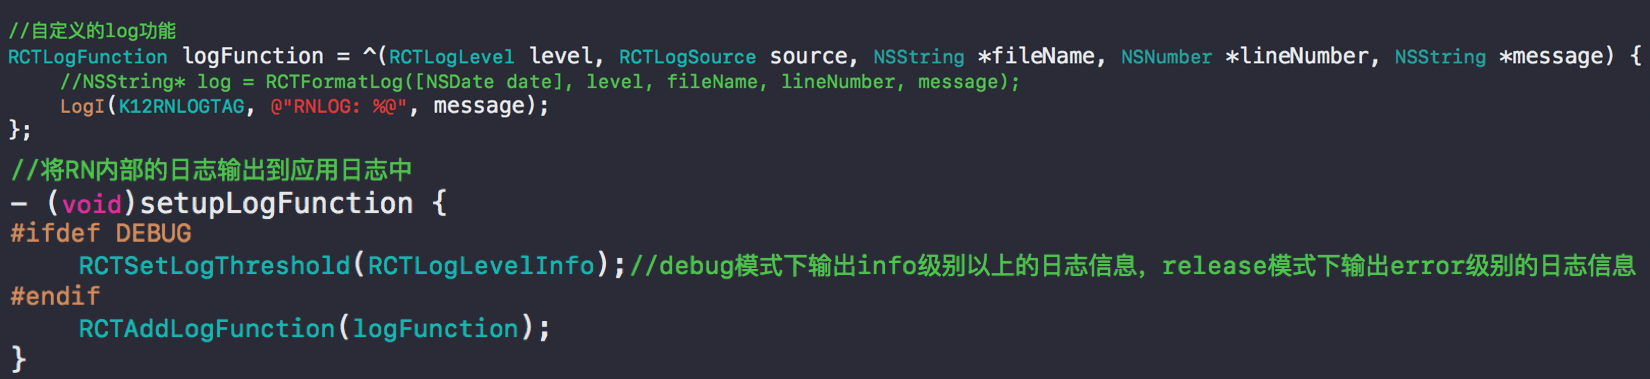 //自定义的log功能
RCTLogFunction logFunction = ^(RCTLogLevel level, RCTLogSource source, NSString *fileName, NSNumber *lineNumber, NSString *message) {
    //NSString* log = RCTFormatLog([NSDate date], level, fileName, lineNumber, message);
    LogI(K12RNLOGTAG, @"RNLOG: %@", message);
};
//将RN内部的日志输出到应用日志中
- (void)setupLogFunction {
#ifdef DEBUG
    RCTSetLogThreshold(RCTLogLevelInfo);//debug模式下输出info级别以上的日志信息，release模式下输出error级别的日志信息
#endif
    RCTAddLogFunction(logFunction);
}